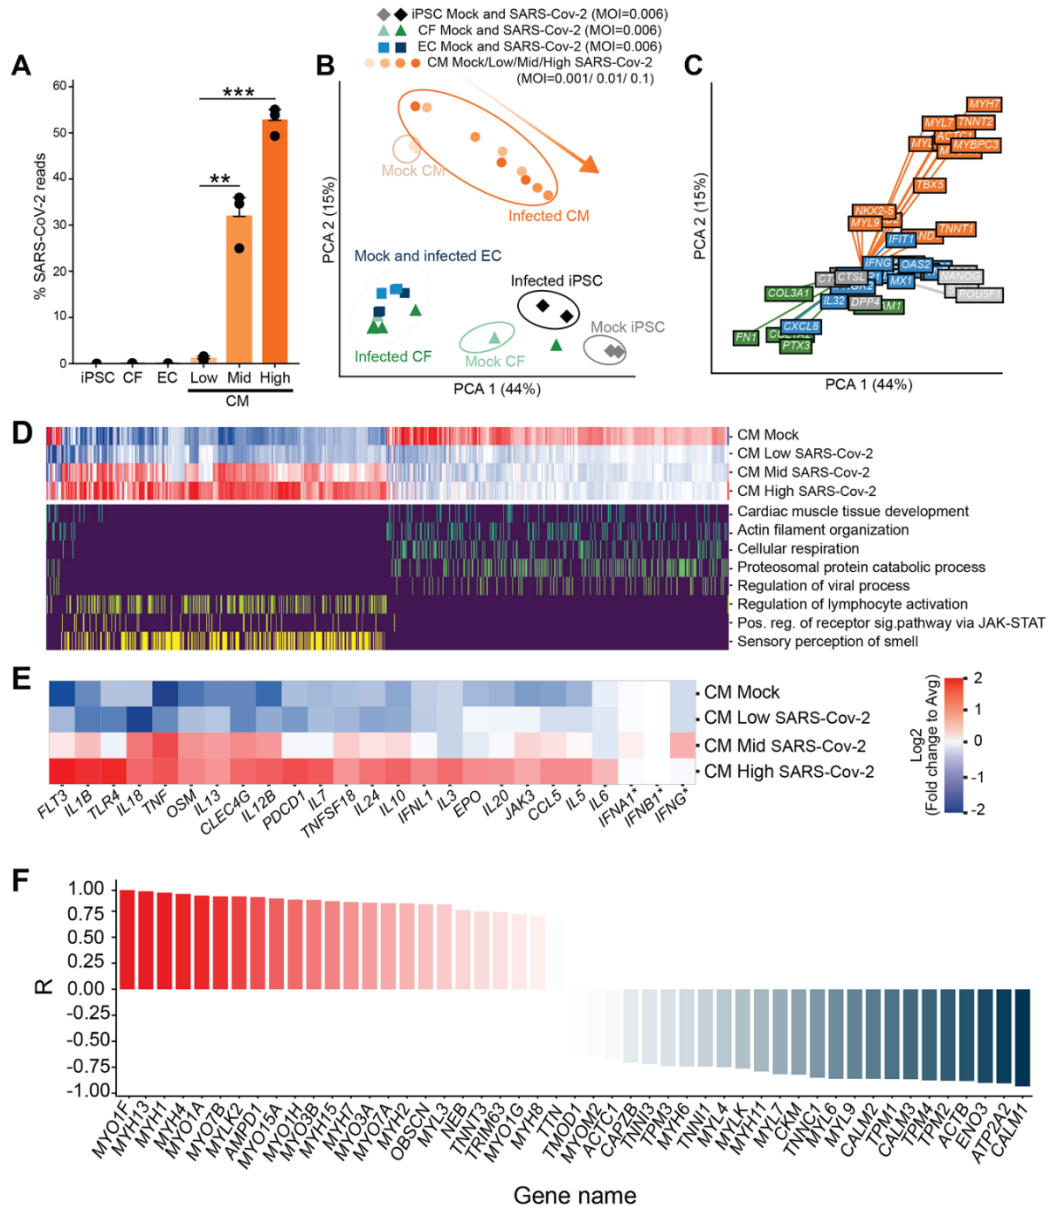 iPSC Mock and SARS-Cov-2 (MOI=0.006)
CF Mock and SARS-Cov-2 (MOI=0.006)
EC Mock and SARS-Cov-2 (MOI=0.006)
CM Mock/Low/Mid/High SARS-Cov-2
(MOI=0.001/ 0.01/ 0.1)
A
% SARS-CoV-2 reads
60
50
40
30
20
10
0
***
**
iPSC CF EC Low Mid High
CM
B
PCA 2 (15%)
Mock CM
Infected CM
Mock and infected EC
Infected iPSC
Infected CF
Mock CF
Mock iPSC
PCA 1 (44%)
C
PCA 2 (15%)
MYH7
MYL7 TNNT2
ACTC1
MYBPC3
TBX5
NKX2-5
MYL9
TNNT1
IFIT1
IFNG OAS2
CTSL
NANOG
MX1
POU5F1
COL3A1
IL32 DPP4
CXCL8
FN1
PTX3
PCA 1 (44%)
D
CM Mock
CM Low SARS-Cov-2
CM Mid SARS-Cov-2
CM High SARS-Cov-2
Cardiac muscle tissue development
Actin filament organization
Cellular respiration
Proteosomal protein catabolic process
Regulation of viral process
Regulation of lymphocyte activation
Pos. reg. of receptor sig.pathway via JAK-STAT
Sensory perception of smell
E
CM Mock
CM Low SARS-Cov-2
CM Mid SARS-Cov-2
CM High SARS-Cov-2
FLT3 IL1B TLR4 IL18 TNF OSM IL13 CLEC4G IL12B PDCD1 IL7 TNFSF18 IL24 IL10 IFNL1 IL3 EPO IL20 JAK3 CCL5 IL5 IL6 IFNA1* IFNB1* IFNG*
Log2
(Fold change to Avg)
2
1
0
-1
-2
F
R
1.00
0.75
0.50
0.25
0.00
-0.25
-0.50
-0.75
-1.00
MYO1F MYH13 MYH1 MYH4 MYO1A MYO7B MYLK2 AMPD1 MYO15A MYO1H MYO3B MYH15 MYH7 MYO3A MYO7A MYH2 OBSCN MYL3 NEB TNNT3 TRIM63 MYO1G MYH8 TTN TMOD1 MYOM2 ACTC1 CAPZB TNNI3 TPM3 MYH6 TNNI1 MYL4 MYLK MYH11 MYL7 CKM TNNC1 MYL6 MYL9 CALM2 TPM1 CALM3 TPM4 TPM2 ACTB ENO3 ATP2A2 CALM1
Gene name